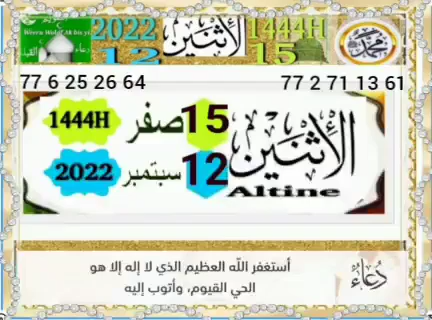 2022 الأثنين 1444H
12 15
محمد
دعاء
77 6 25 26 64
77 2 71 13 61
الأثنين 15 صفر 1444H
12 سبتمبر 2022
Altine
دعاء
أستغفر الله العظيم الذي لا إله إلا هو
الحي القيوم، وأتوب إليه